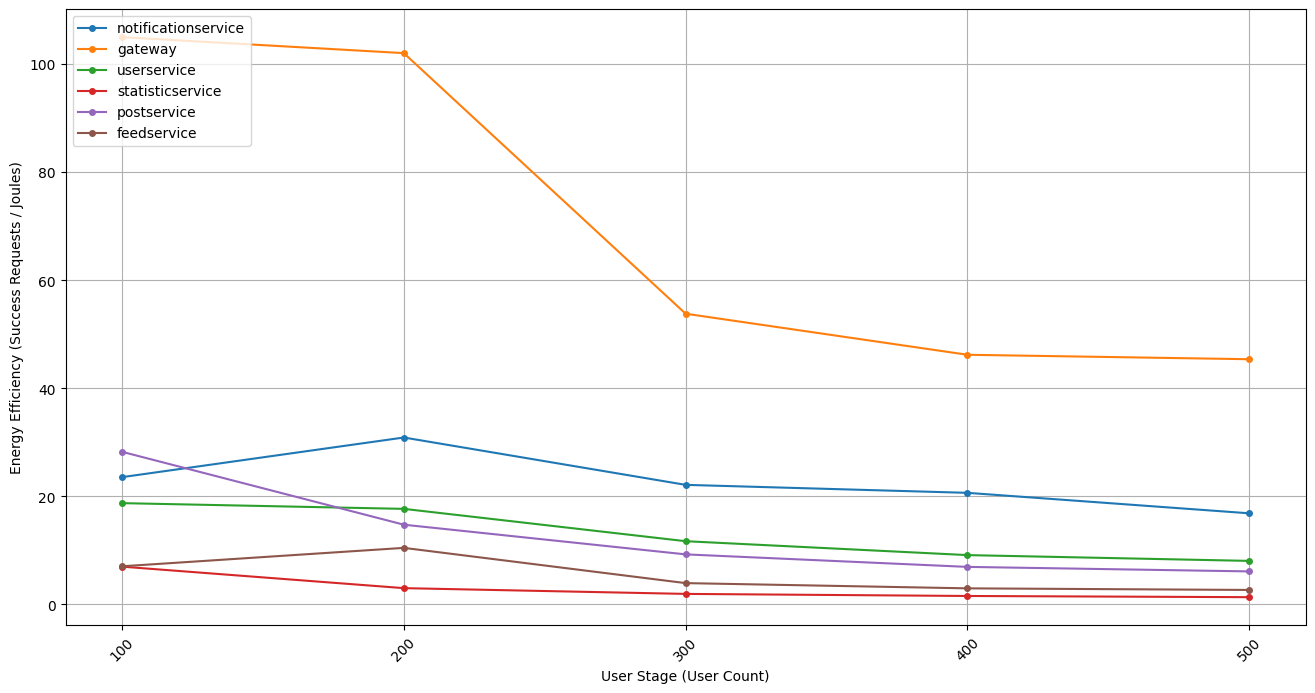 notificationservice
gateway
userservice
statisticservice
postservice
feedservice
Energy Efficiency (Success Requests / Joules)
100
80
60
40
20
0
100
200
300
400
500
User Stage (User Count)